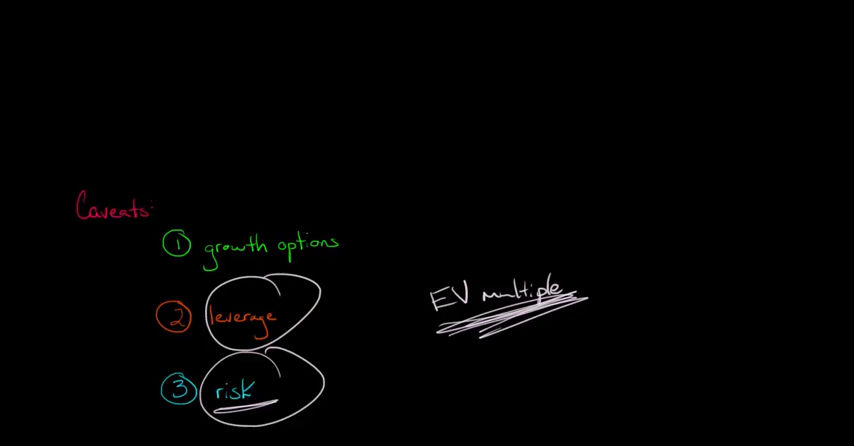 Caveats:
1 growth options
2 leverage
EV multiple
3 risk